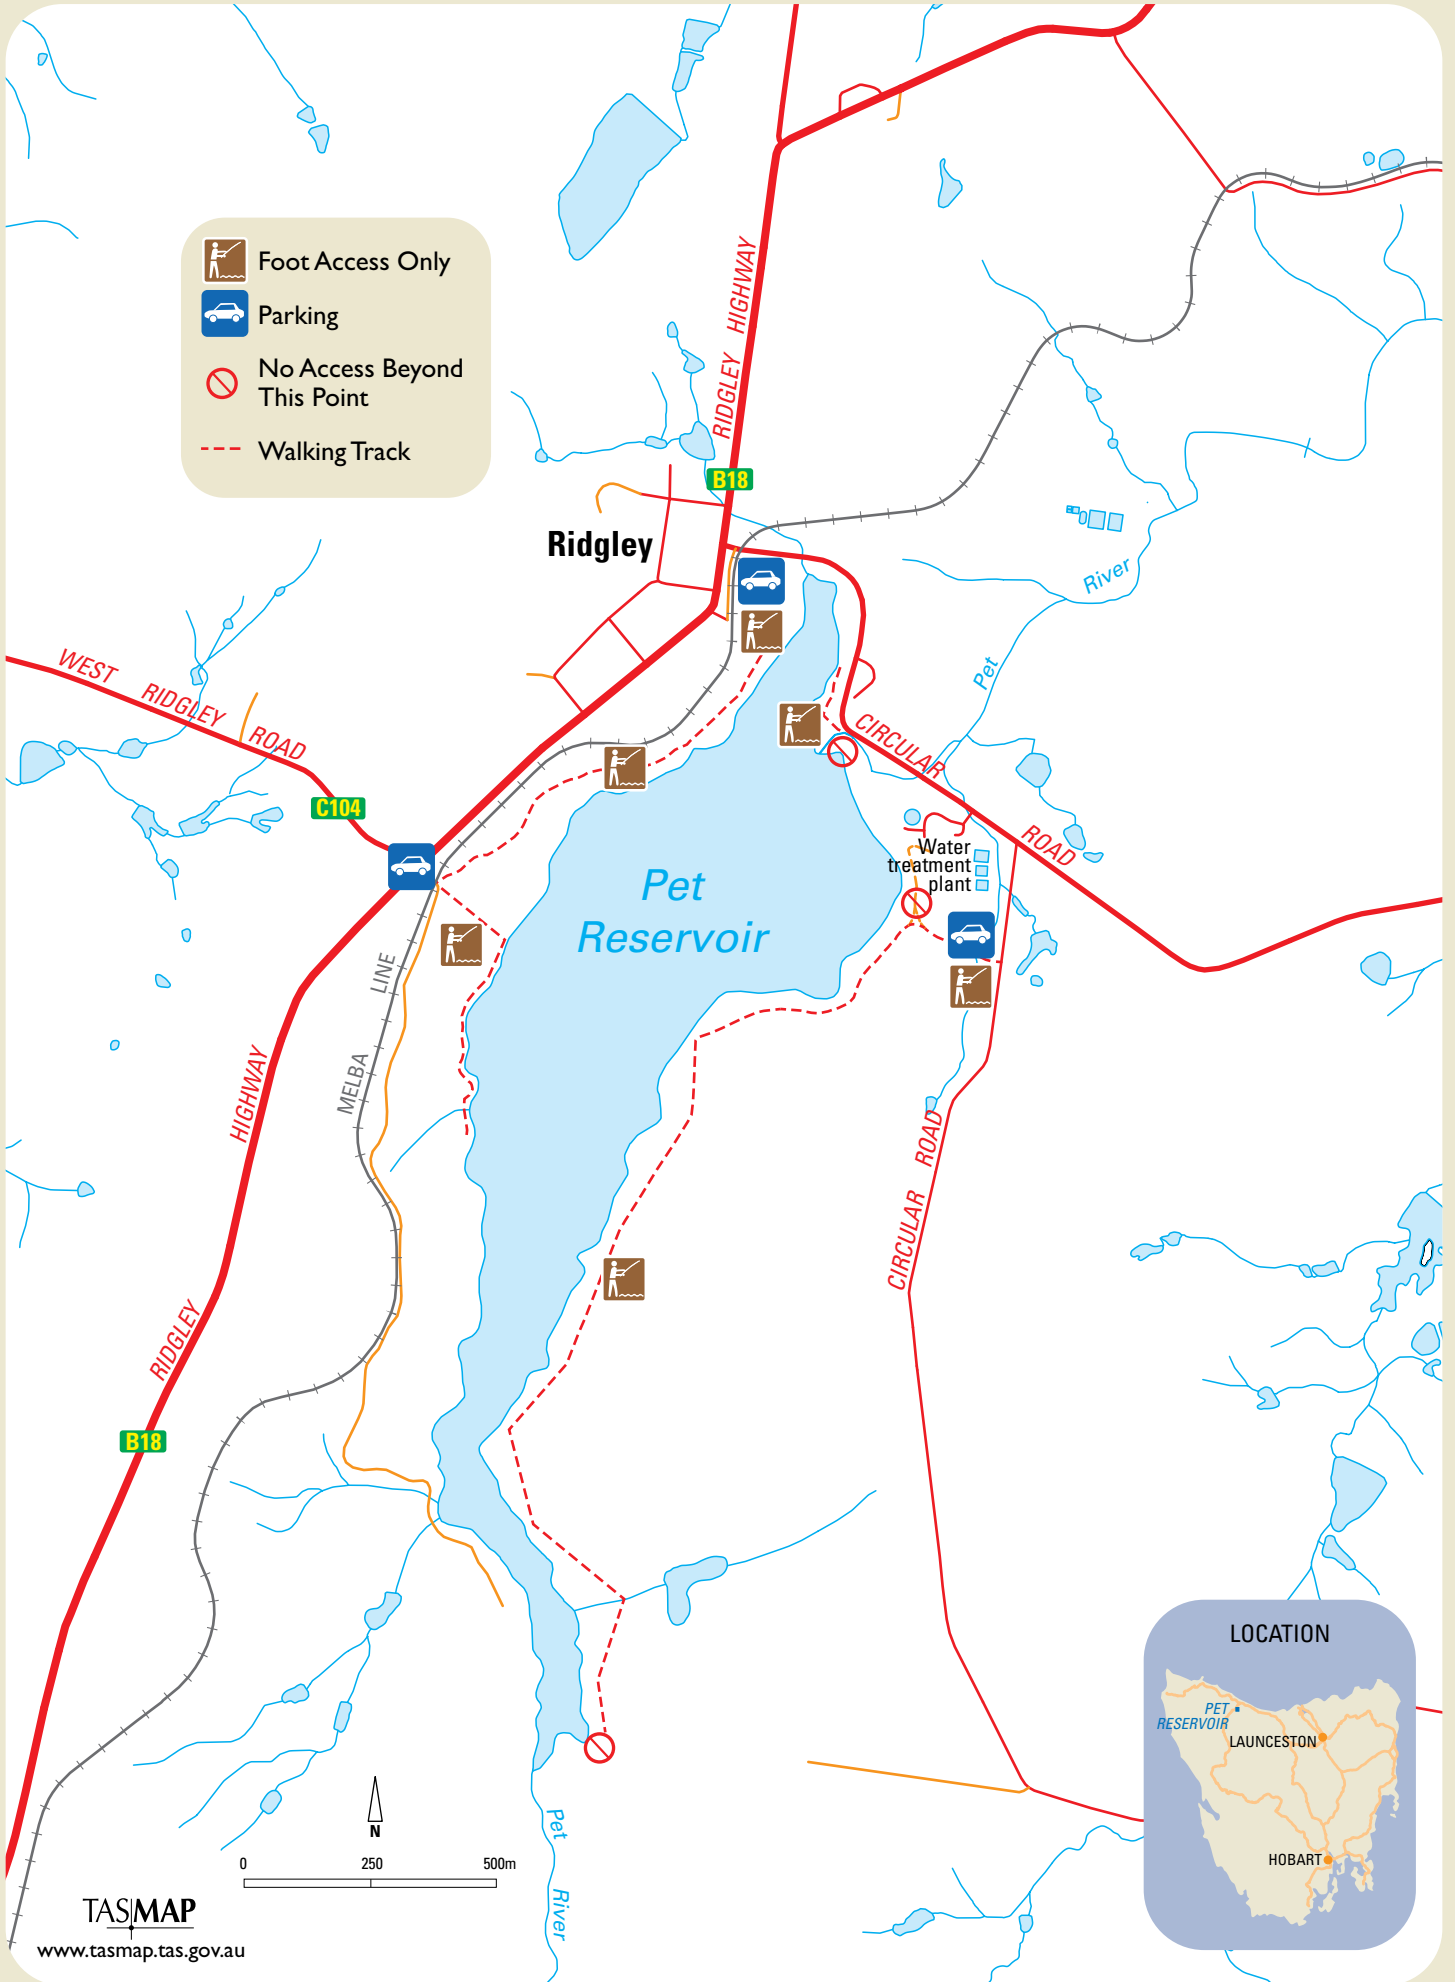 Foot Access Only
Parking
No Access Beyond
This Point
Walking Track
RIDGLEY HIGHWAY
B18
Ridgley
River
Pet
WEST RIDGLEY ROAD
C104
CIRCULAR
ROAD
Water
treatment
plant
Pet
Reservoir
MELBA LINE
RIDGLEY HIGHWAY
CIRCULAR ROAD
B18
Pet
River
N
0 250 500m
TASMAP
www.tasmap.tas.gov.au
LOCATION
PET
RESERVOIR
LAUNCESTON
HOBART